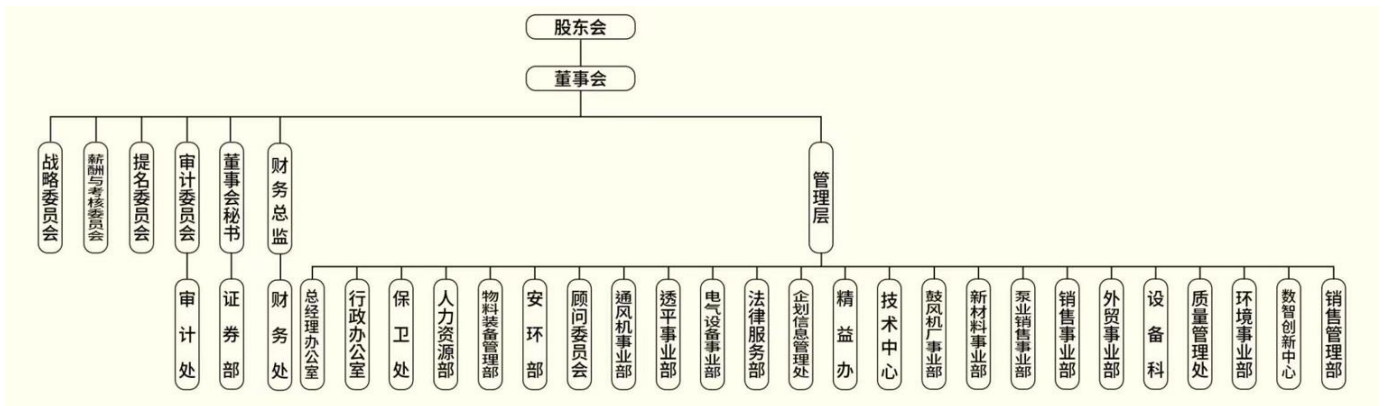 股东会
董事会
战略委员会
薪酬与考核委员会
提名委员会
审计委员会
董事会秘书
财务总监
管理层
审计处
证券部
财务处
总经理办公室
行政办公室
保卫处
人力资源部
物料装备管理部
安环部
顾问委员会
通风机事业部
透平事业部
电气设备事业部
法律服务部
企划信息管理处
精益办
技术中心
鼓风机厂事业部
新材料事业部
泵业销售事业部
销售事业部
外贸事业部
设备科
质量管理处
环境事业部
数智创新中心
销售管理部